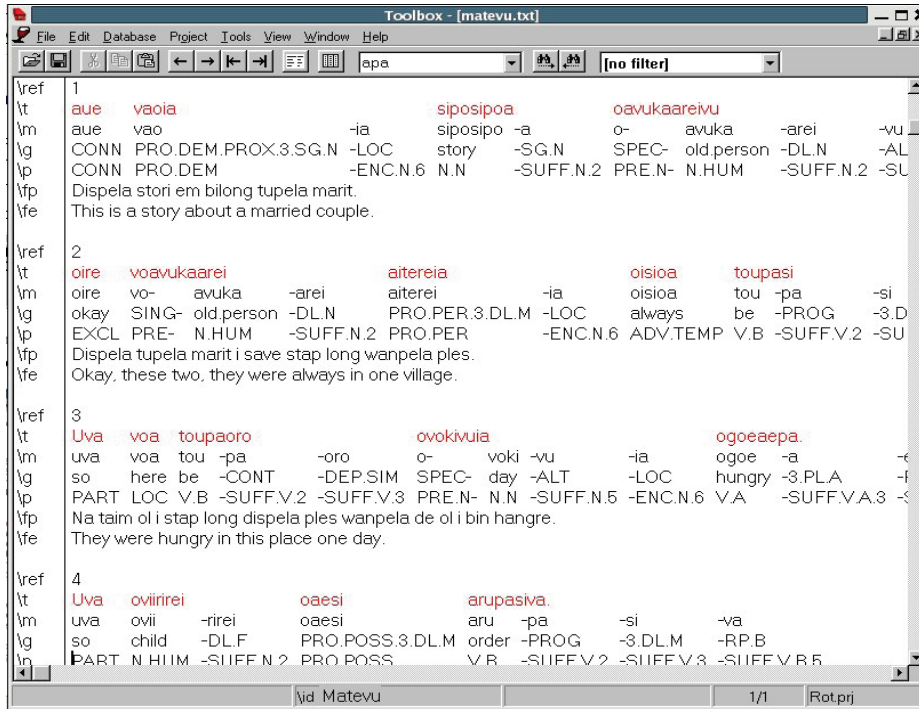 Toolbox - [matevu.txt]
File Edit Database Project Tools View Window Help
apa [no filter]
\ref 1
\t aue vaoia siposipoa oavukaareivu
\m aue vao -ia siposipo -a o- avuka -arei -vu
\g CONN PRO.DEM.PROX.3.SG.N -LOC story -SG.N SPEC- old.person -DL.N -AL
\p CONN PRO.DEM -ENC.N.6 N.N -SUFF.N.2 PRE.N- N.HUM -SUFF.N.2 -SU
\fp Dispela stori em bilong tupela marit.
\fe This is a story about a married couple.
\ref 2
\t oire voavukaarei aitereia oisioa toupasi
\m oire vo- avuka -arei aiterei -ia oisioa tou -pa -si
\g okay SING- old.person -DL.N PRO.PER.3.DL.M -LOC always be -PROG -3.D
\p EXCL PRE- N.HUM -SUFF.N.2 PRO.PER -ENC.N.6 ADV.TEMP V.B -SUFF.V.2 -SU
\fp Dispela tupela marit i save stap long wanpela ples.
\fe Okay, these two, they were always in one village.
\ref 3
\t Uva voa toupaoro ovokivuia ogoeaepa.
\m uva voa tou -pa -oro o- voki -vu -ia ogoe -a -e
\g so here be -CONT -DEP.SIM SPEC- day -ALT -LOC hungry -3.PL.A
\p PART LOC V.B -SUFF.V.2 -SUFF.V.3 PRE.N- N.N -SUFF.N.5 -ENC.N.6 V.A -SUFF.V.A.3
\fp Na taim ol i stap long dispela ples wanpela de ol i bin hangre.
\fe They were hungry in this place one day.
\ref 4
\t Uva oviirirei oaesi arupasiva.
\m uva ovii -rirei oaesi aru -pa -si -va
\g so child -DL.F PRO.POSS.3.DL.M order -PROG -3.DL.M -RP.B
\p PART N.HUM -SUFF.N.2 PRO.POSS V.B -SUFF.V.2 -SUFF.V.3 -SUFF.V.B.5
\id Matevu 1/1 Rot.prj